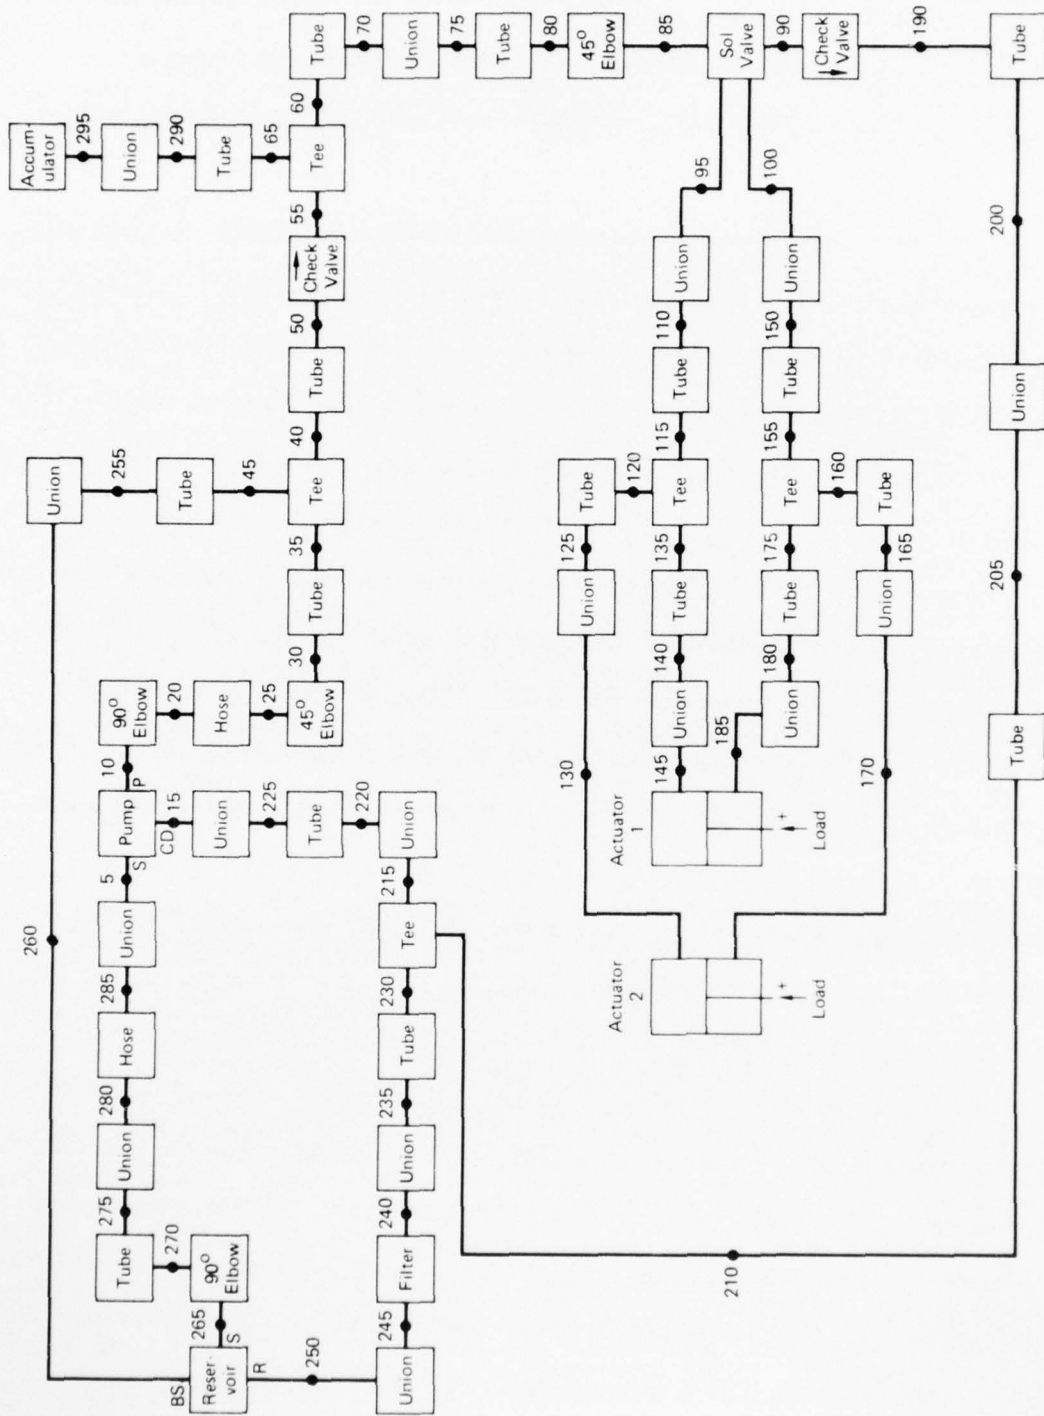 260
Union
255
Tube
45
Accum-
ulator
295
Union
290
Tube
65
BS
Reser-
voir
S
R
265
90°
Elbow
270
Tube
275
Union
280
Hose
285
Union
5
S
Pump
P
CD
10
90°
Elbow
20
Hose
25
45°
Elbow
30
Tube
35
Tee
40
Tube
50
→
Check
Valve
55
Tee
60
Tube
70
Union
75
Tube
80
45°
Elbow
85
Sol
Valve
90
Check
Valve
190
Tube
15
Union
225
Tube
220
Union
215
Tee
230
Tube
235
Union
240
Filter
245
Union
250
95
Union
110
Tube
115
Tee
120
Tube
125
Union
130
135
Tube
140
Union
145
100
Union
150
Tube
155
Tee
160
Tube
165
Union
170
175
Tube
180
Union
185
Actuator
1
+
Load
Actuator
2
+
Load
210
Tube
205
Union
200